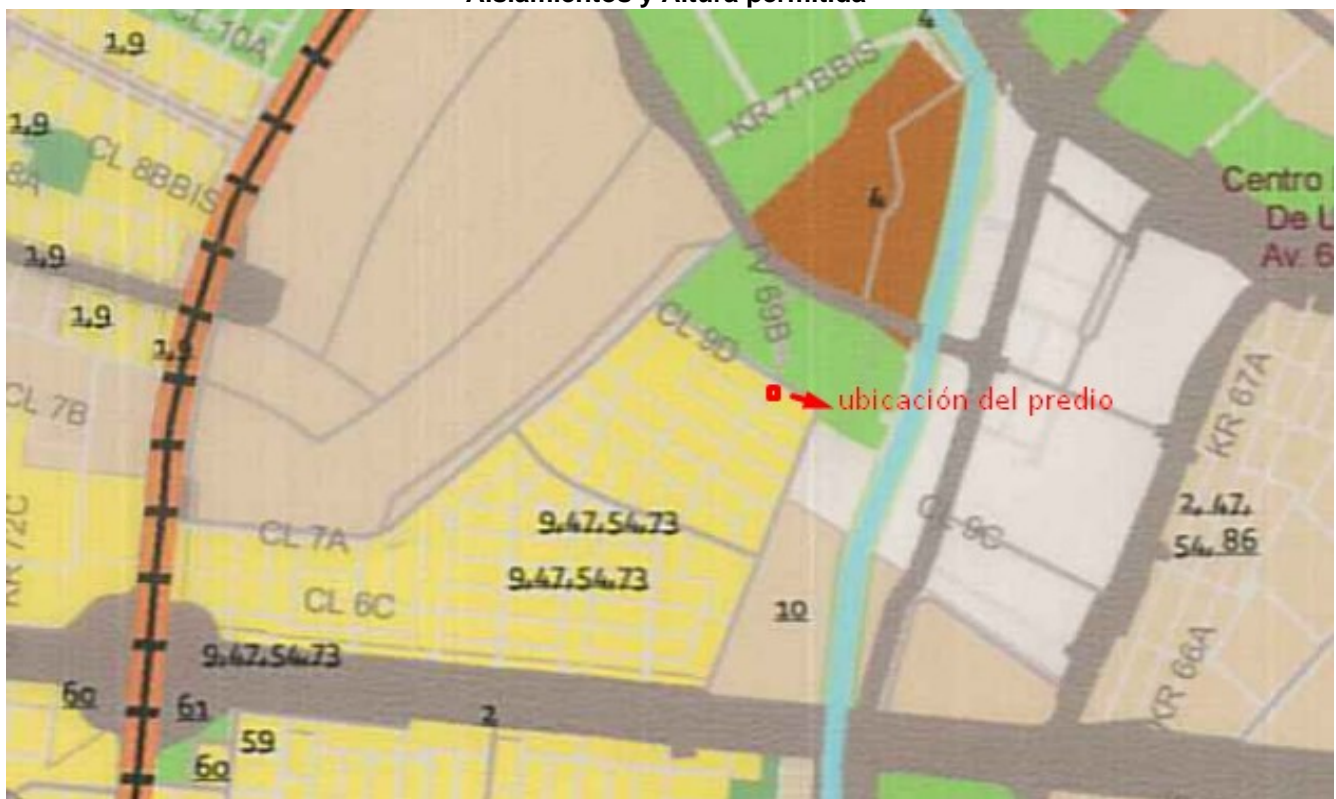 Aislamientos y Altura permitida
CL 10A
1,9
4
KR 71BBIS
1,9
CL 8BBIS
8A
4
Centro
De U
Av. 6
1,9
1,9
TV 69B
CL 9D
1,9
KR 67A
CL 7B
ubicación del predio
KR 72C
9,47,54,73
CL 9C
2, 47,
54, 86
CL 7A
9,47,54,73
CL 6C
10
9,47,54,73
KR 66A
60
61
2
59
60